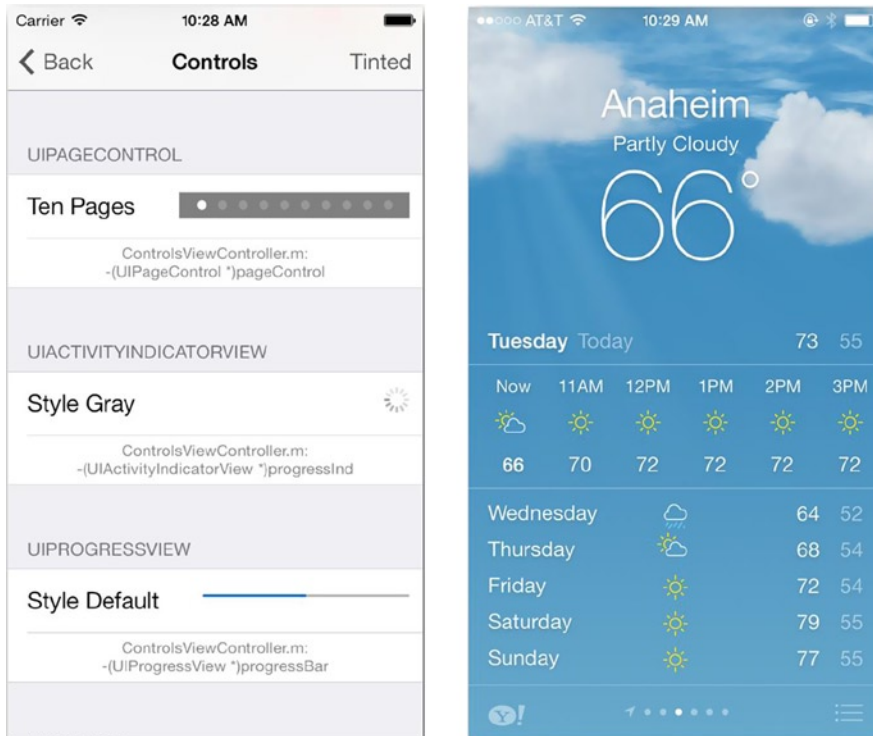 Carrier 10:28 AM
Back Controls Tinted
UIPAGECONTROL
Ten Pages
ControlsViewController.m:
-(UIPageControl *)pageControl
UIACTIVITYINDICATORVIEW
Style Gray
ControlsViewController.m:
-(UIActivityIndicatorView *)progressInd
UIPROGRESSVIEW
Style Default
ControlsViewController.m:
-(UIProgressView *)progressBar
AT&T 10:29 AM
Anaheim
Partly Cloudy
66°
Tuesday Today 73 55
Now 11AM 12PM 1PM 2PM 3PM
66 70 72 72 72 72
Wednesday 64 52
Thursday 68 54
Friday 72 54
Saturday 79 55
Sunday 77 55
Y!